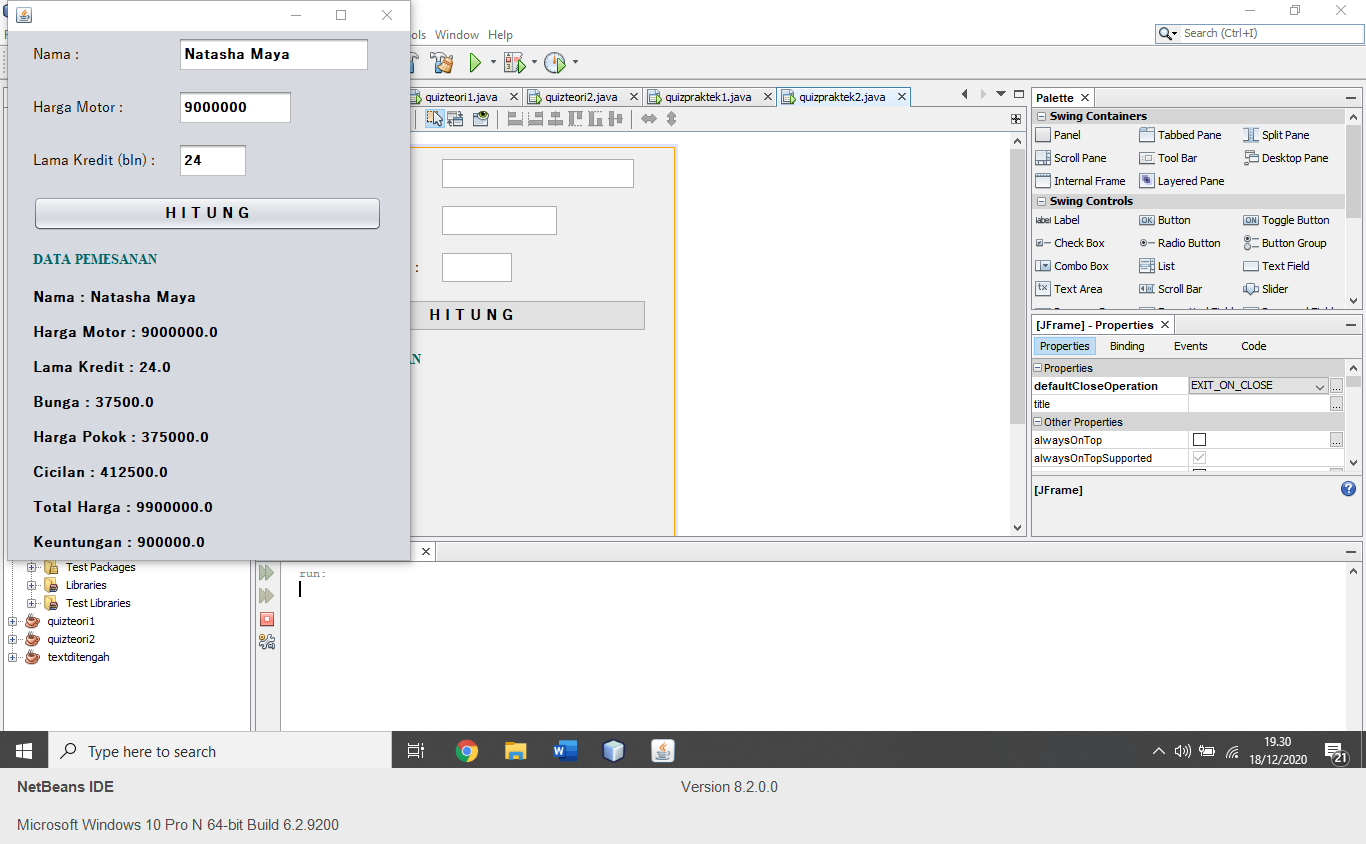 Nama :
Natasha Maya
Harga Motor :
9000000
Lama Kredit (bln) :
24
H I T U N G
DATA PEMESANAN
Nama : Natasha Maya
Harga Motor : 9000000.0
Lama Kredit : 24.0
Bunga : 37500.0
Harga Pokok : 375000.0
Cicilan : 412500.0
Total Harga : 9900000.0
Keuntungan : 900000.0
Window Help
Search (Ctrl+I)
quizteori1.java
quizteori2.java
quizpraktek1.java
quizpraktek2.java
:
H I T U N G
Palette
Swing Containers
Panel
Tabbed Pane
Split Pane
Scroll Pane
Tool Bar
Desktop Pane
Internal Frame
Layered Pane
Swing Controls
label Label
OK Button
ON Toggle Button
Check Box
Radio Button
Button Group
Combo Box
List
Text Field
Text Area
Scroll Bar
Slider
[JFrame] - Properties
Properties
Binding
Events
Code
Properties
defaultCloseOperation
EXIT_ON_CLOSE
title
Other Properties
alwaysOnTop
alwaysOnTopSupported
[JFrame]
Test Packages
Libraries
Test Libraries
quizteori1
quizteori2
textditengah
run:
Type here to search
19.30
18/12/2020
21
NetBeans IDE
Version 8.2.0.0
Microsoft Windows 10 Pro N 64-bit Build 6.2.9200